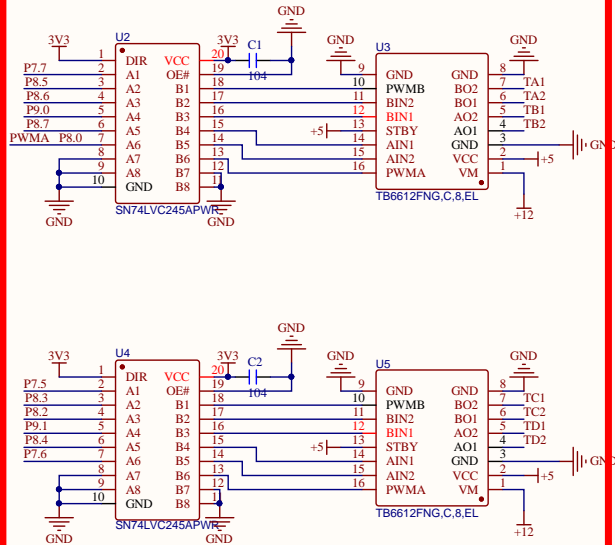 GND
U2
3V3
3V3
C1
GND
U3
GND
1
DIR
VCC
20
104
9
GND
GND
8
P7.7
2
A1
OE#
19
10
PWMB
BO2
7
TA1
P8.5
3
A2
B1
18
11
BIN2
BO1
6
TA2
P8.6
4
A3
B2
17
12
BIN1
AO2
5
TB1
P9.0
5
A4
B3
16
+5
13
STBY
AO1
4
TB2
P8.7
6
A5
B4
15
14
AIN1
GND
3
GND
PWMA P8.0
7
A6
B5
14
15
AIN2
VCC
2
+5
8
A7
B6
13
16
PWMA
VM
1
9
A8
B7
12
10
GND
B8
11
TB6612FNG,C,8,EL
SN74LVC245APWR
GND
GND
+12
GND
U4
3V3
3V3
C2
GND
U5
GND
1
DIR
VCC
20
104
9
GND
GND
8
P7.5
2
A1
OE#
19
10
PWMB
BO2
7
TC1
P8.3
3
A2
B1
18
11
BIN2
BO1
6
TC2
P8.2
4
A3
B2
17
12
BIN1
AO2
5
TD1
P9.1
5
A4
B3
16
+5
13
STBY
AO1
4
TD2
P8.4
6
A5
B4
15
14
AIN1
GND
3
GND
P7.6
7
A6
B5
14
15
AIN2
VCC
2
+5
8
A7
B6
13
16
PWMA
VM
1
9
A8
B7
12
10
GND
B8
TB6612FNG,C,8,EL
SN74LVC245APWR
GND
GND
+12